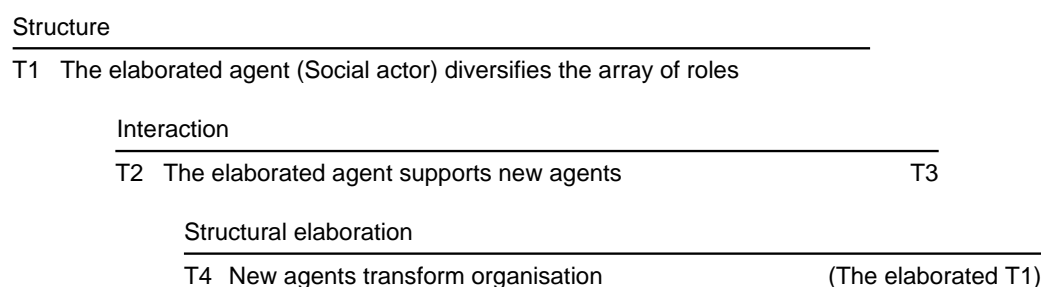 Structure
T1 The elaborated agent (Social actor) diversifies the array of roles
Interaction
T2 The elaborated agent supports new agents T3
Structural elaboration
T4 New agents transform organisation (The elaborated T1)